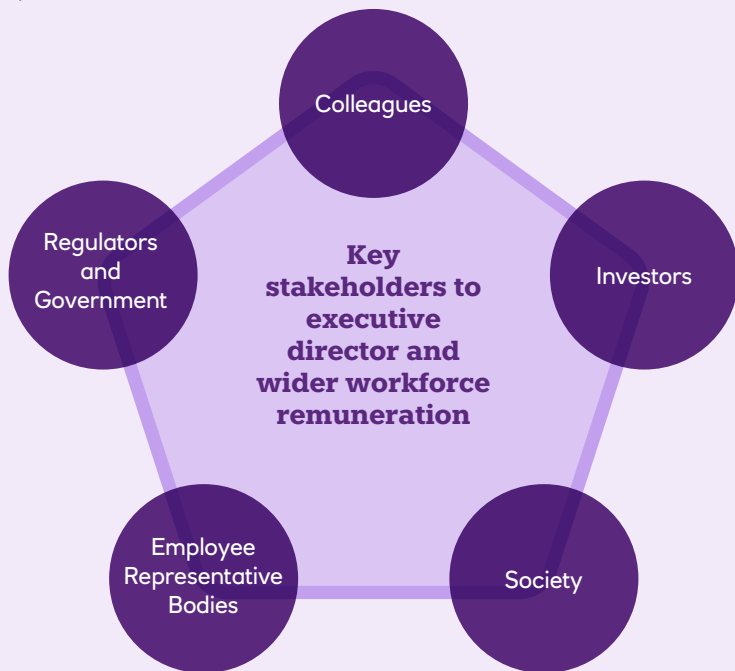 Colleagues
Regulators
and
Government
Investors
Key
stakeholders to
executive
director and
wider workforce
remuneration
Employee
Representative
Bodies
Society